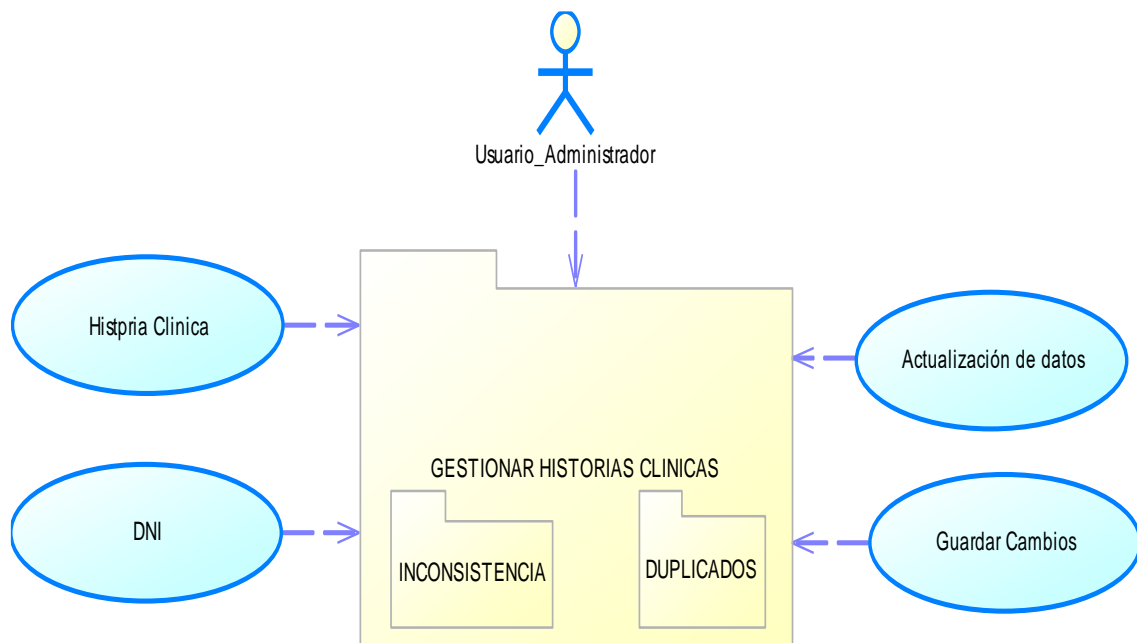 Usuario_Administrador
Histpria Clinica
Actualización de datos
GESTIONAR HISTORIAS CLINICAS
DNI
Guardar Cambios
INCONSISTENCIA
DUPLICADOS